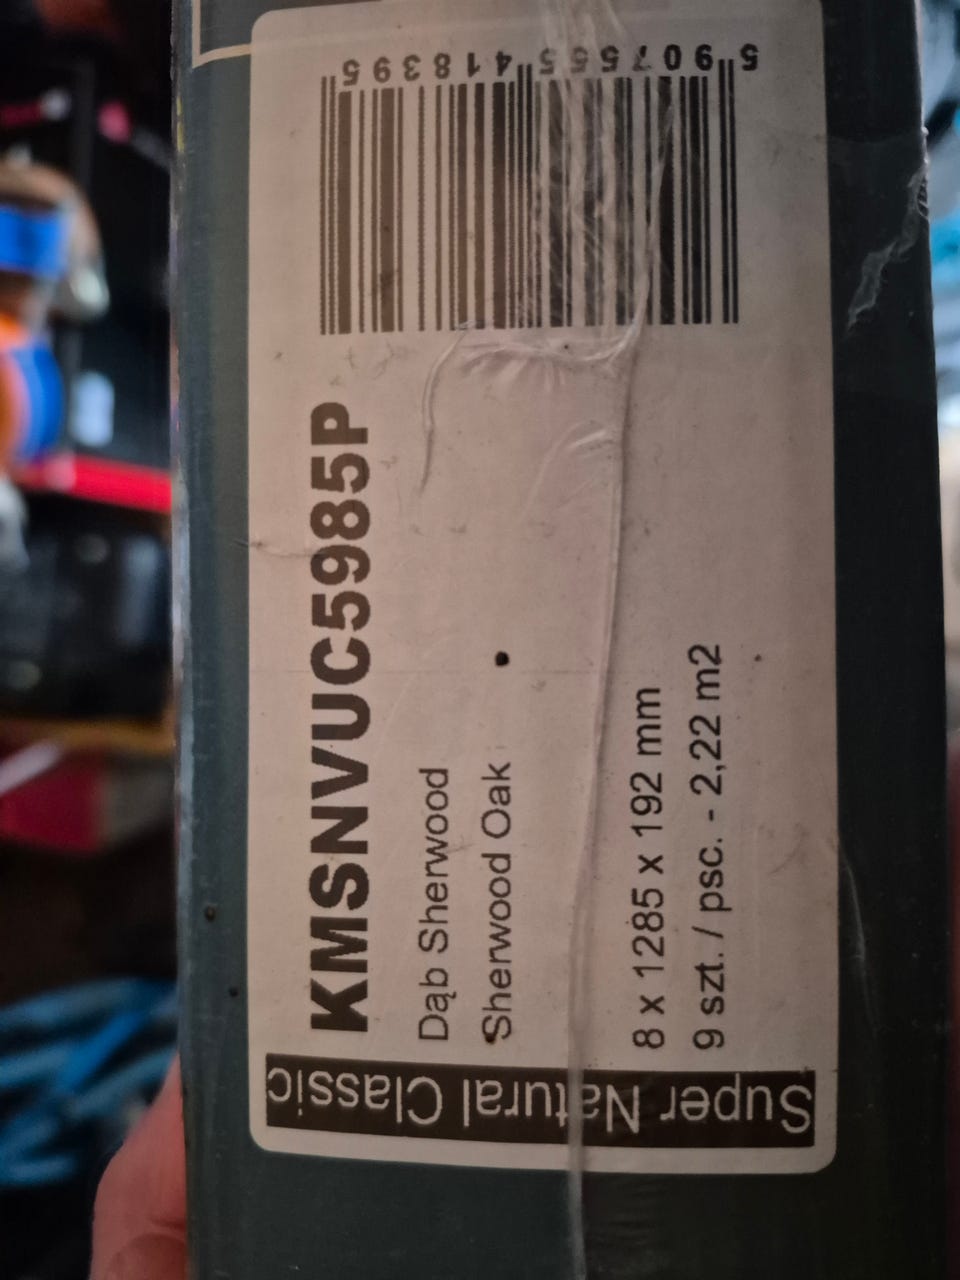 Super Natural Classic
KMSNVUC5985P
Dąb Sherwood
Sherwood Oak
8 x 1285 x 192 mm
9 szt. / psc. - 2,22 m2
5 907555 418395